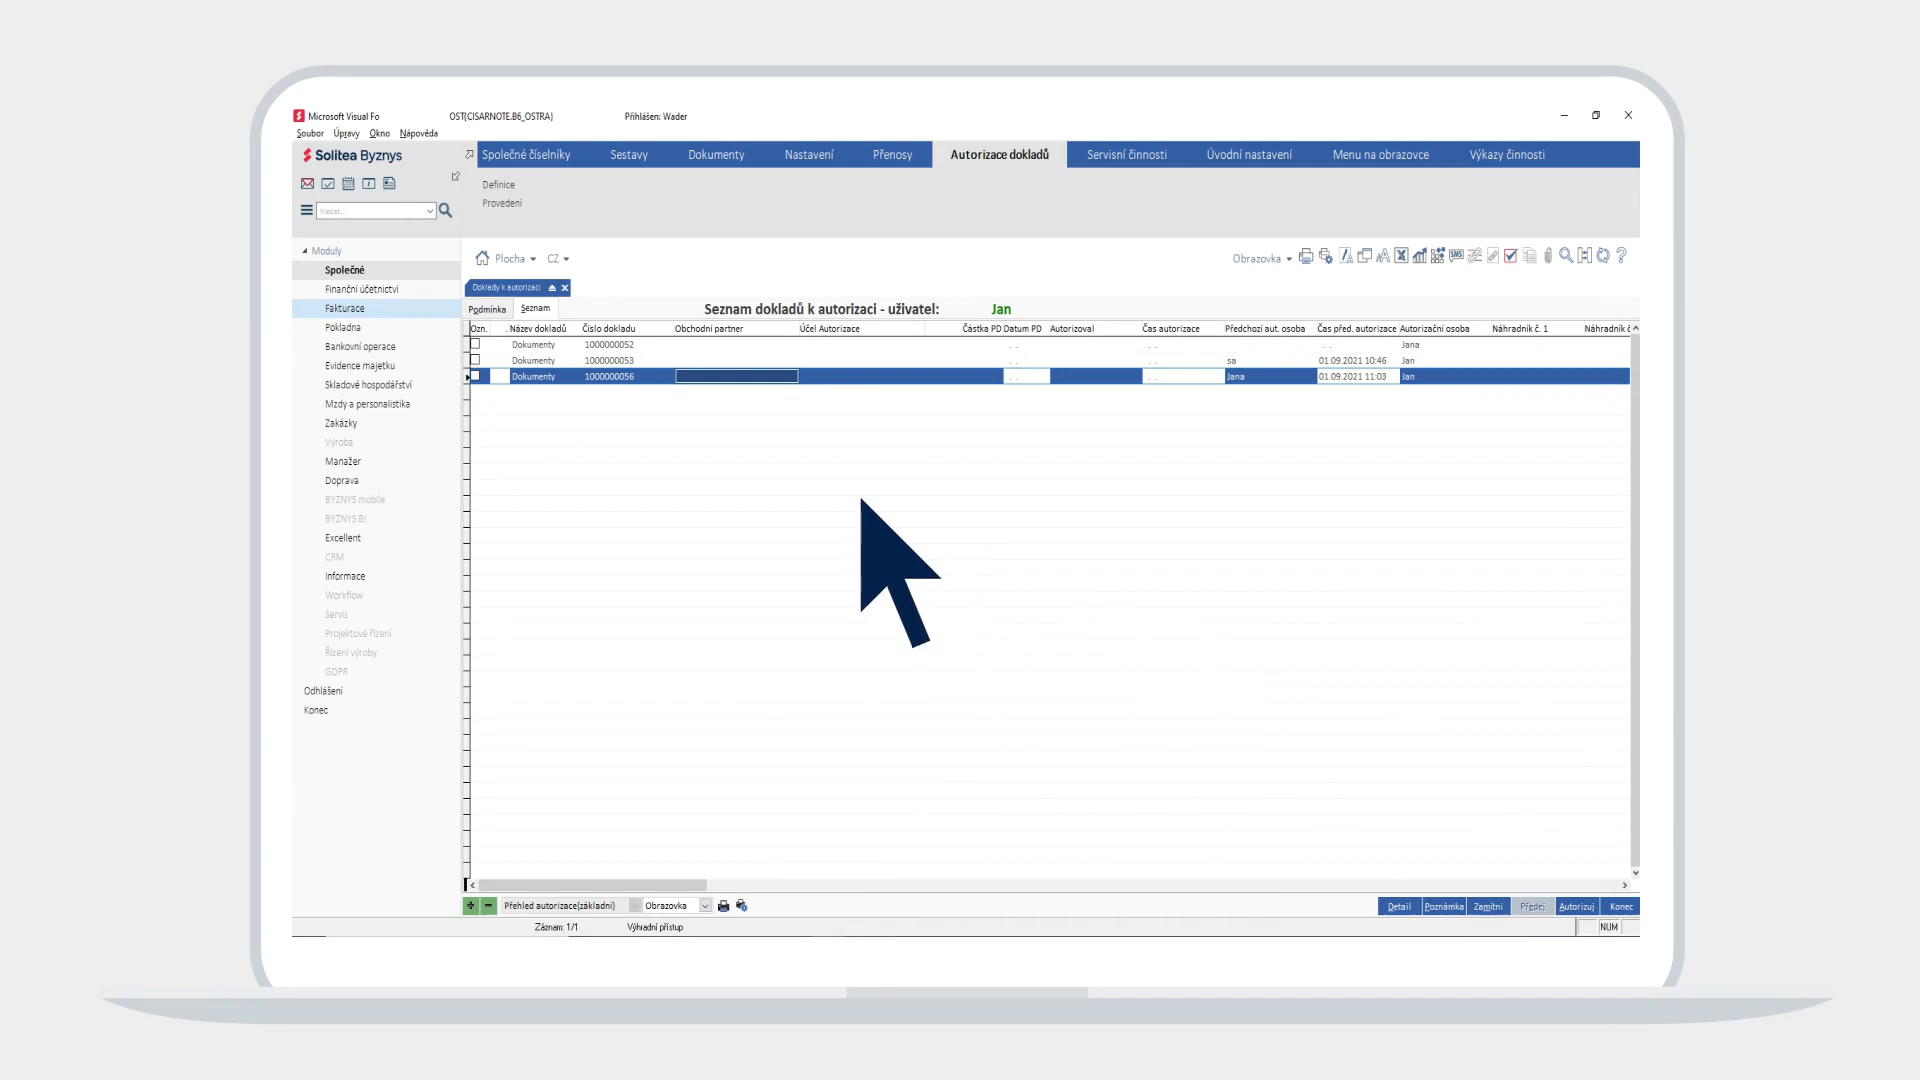 Microsoft Visual Fo OST(CISARNOTE.B6_OSTRA) Přihlášen: Wader
Soubor Úpravy Okno Nápověda
Solitea Byznys
Společné číselníky Sestavy Dokumenty Nastavení Přenosy Autorizace dokladů Servisní činnosti Úvodní nastavení Menu na obrazovce Výkazy činnosti
Definice
Provedení
hledat...
Moduly
Společné
Finanční účetnictví
Fakturace
Pokladna
Bankovní operace
Evidence majetku
Skladové hospodářství
Mzdy a personalistika
Zakázky
Výroba
Manažer
Doprava
BYZNYS mobile
BYZNYS BI
Excellent
CRM
Informace
Workflow
Servis
Projektové řízení
Řízení výroby
GDPR
Odhlášení
Konec
Plocha CZ Obrazovka SMS
Doklady k autorizaci
Podmínka Seznam Seznam dokladů k autorizaci - uživatel: Jan
Ozn. . Název dokladů Číslo dokladu Obchodní partner Účel Autorizace Částka PD Datum PD Autorizoval Čas autorizace Předchozí aut. osoba Čas před. autorizace Autorizační osoba Náhradník č. 1 Náhradník č
Dokumenty 1000000052 . . . . . . Jana
Dokumenty 1000000053 . . . . sa 01.09.2021 10:46 Jan
Dokumenty 1000000056 . . . . Jana 01.09.2021 11:03 Jan
Přehled autorizace(základní) Obrazovka Detail Poznámka Zamítni Předej Autorizuj Konec
Záznam: 1/1 Výhradní přístup NUM